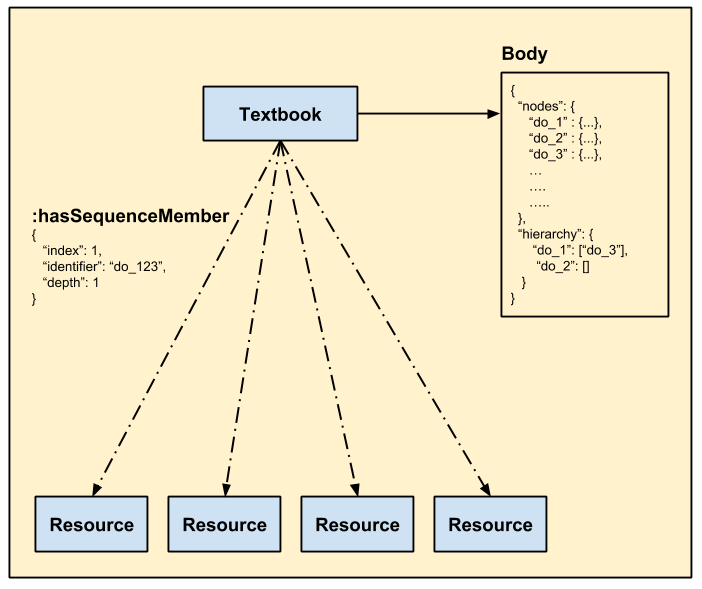 Body
Textbook
{
“nodes”: {
“do_1” : {...},
“do_2” : {...},
“do_3” : {...},
…
….
…..
},
“hierarchy”: {
“do_1”: [“do_3”],
“do_2”: []
}
}
:hasSequenceMember
{
“index”: 1,
“identifier”: “do_123”,
“depth”: 1
}
Resource
Resource
Resource
Resource